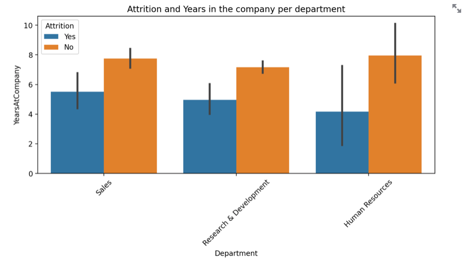 Attrition and Years in the company per department
Attrition
Yes
No
YearsAtCompany
10
8
6
4
2
0
Sales
Research & Development
Human Resources
Department